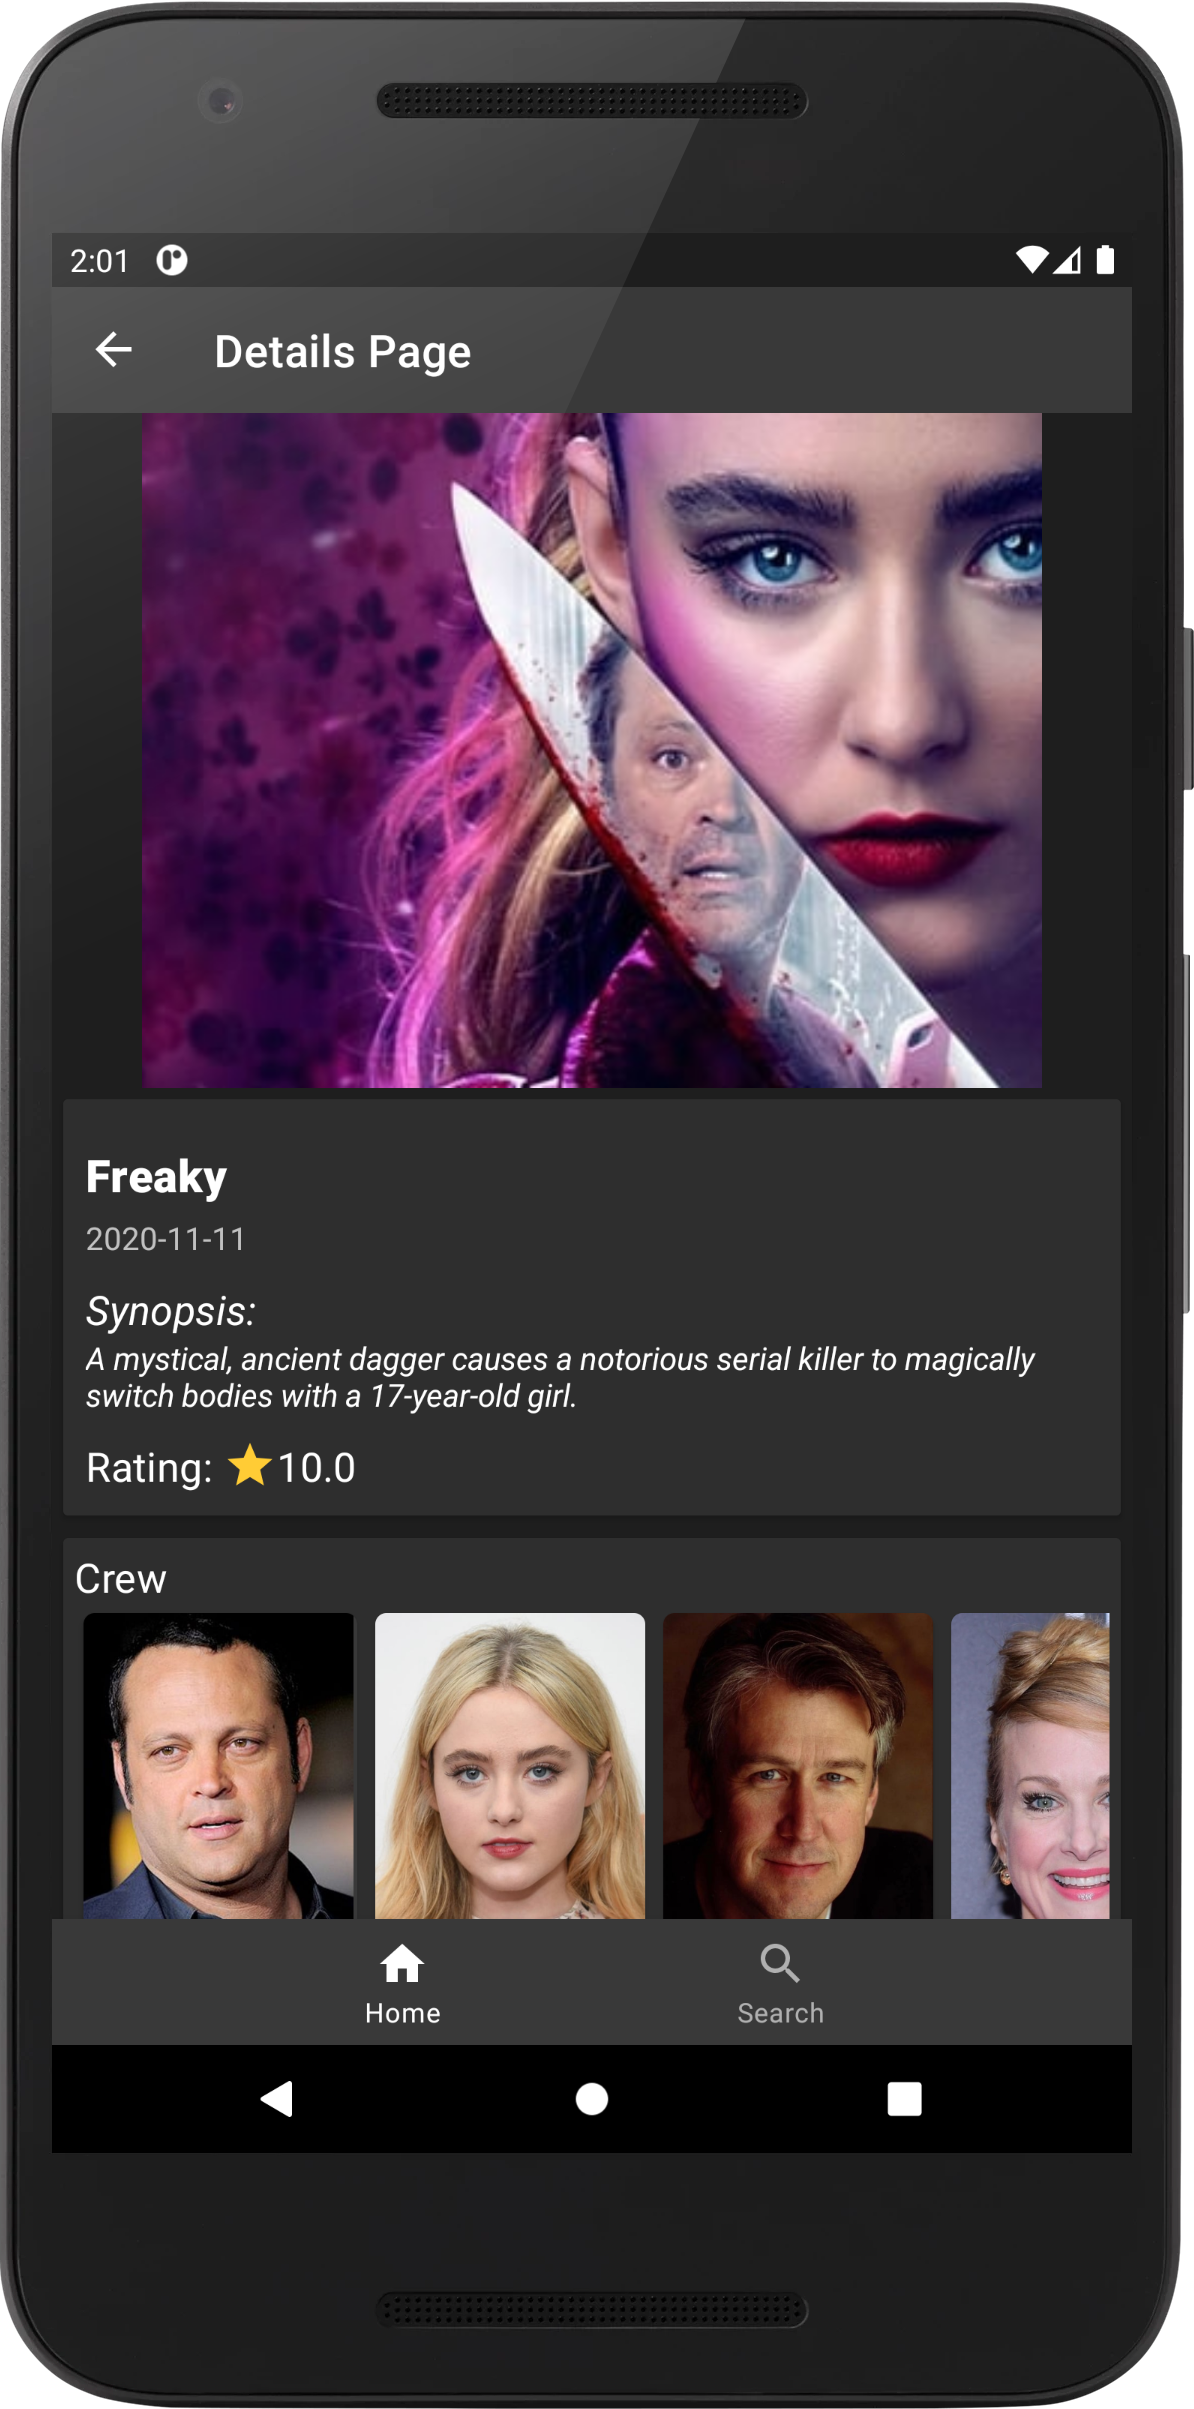 2:01
Details Page
Freaky
2020-11-11
Synopsis:
A mystical, ancient dagger causes a notorious serial killer to magically
switch bodies with a 17-year-old girl.
Rating: 10.0
Crew
Home
Search